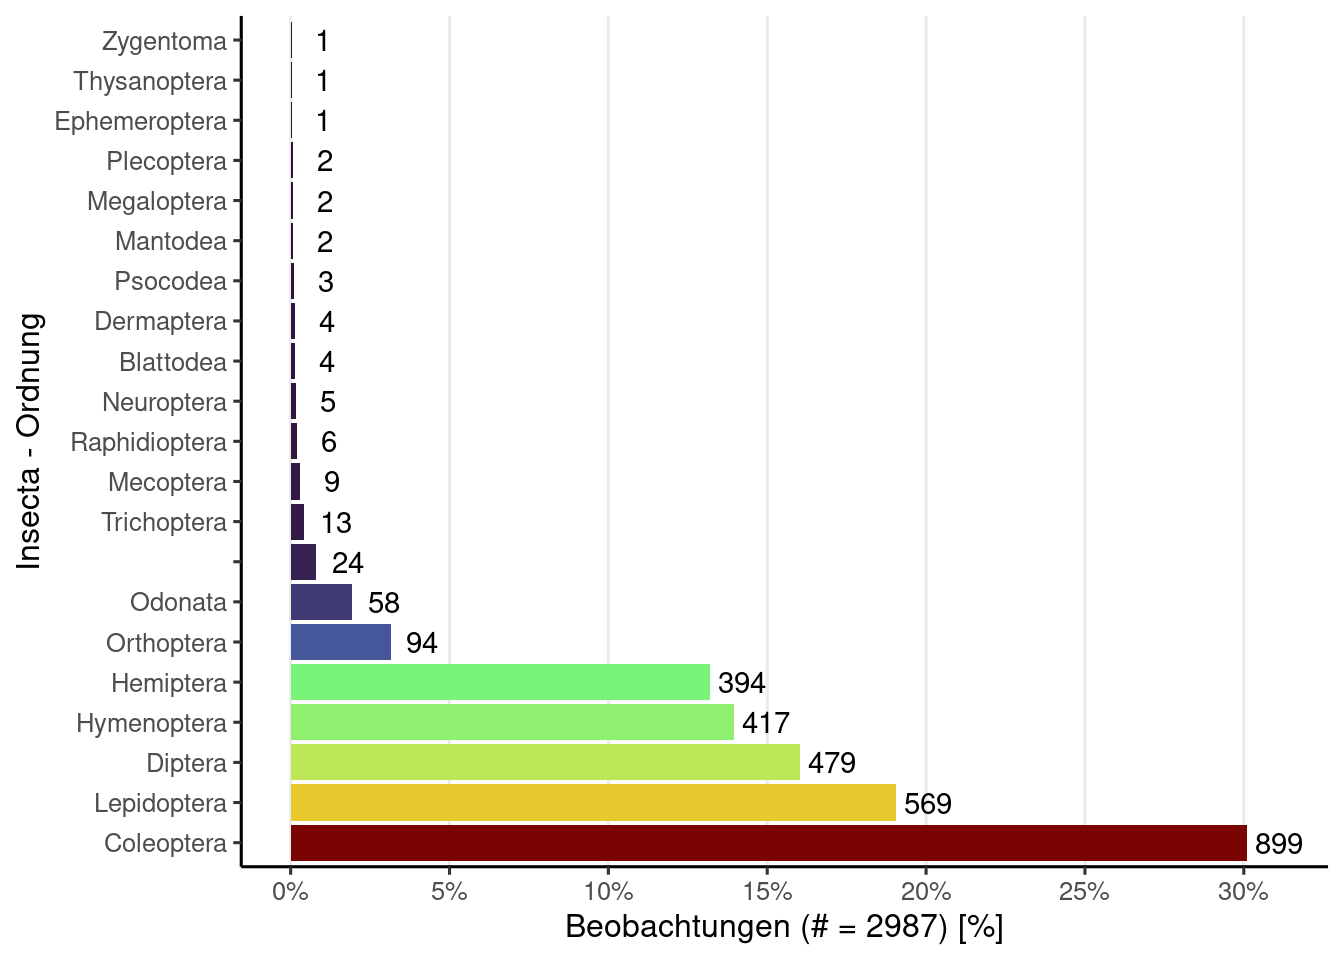 Insecta - Ordnung
Zygentoma 1
Thysanoptera 1
Ephemeroptera 1
Plecoptera 2
Megaloptera 2
Mantodea 2
Psocodea 3
Dermaptera 4
Blattodea 4
Neuroptera 5
Raphidioptera 6
Mecoptera 9
Trichoptera 13
24
Odonata 58
Orthoptera 94
Hemiptera 394
Hymenoptera 417
Diptera 479
Lepidoptera 569
Coleoptera 899
0% 5% 10% 15% 20% 25% 30%
Beobachtungen (# = 2987) [%]